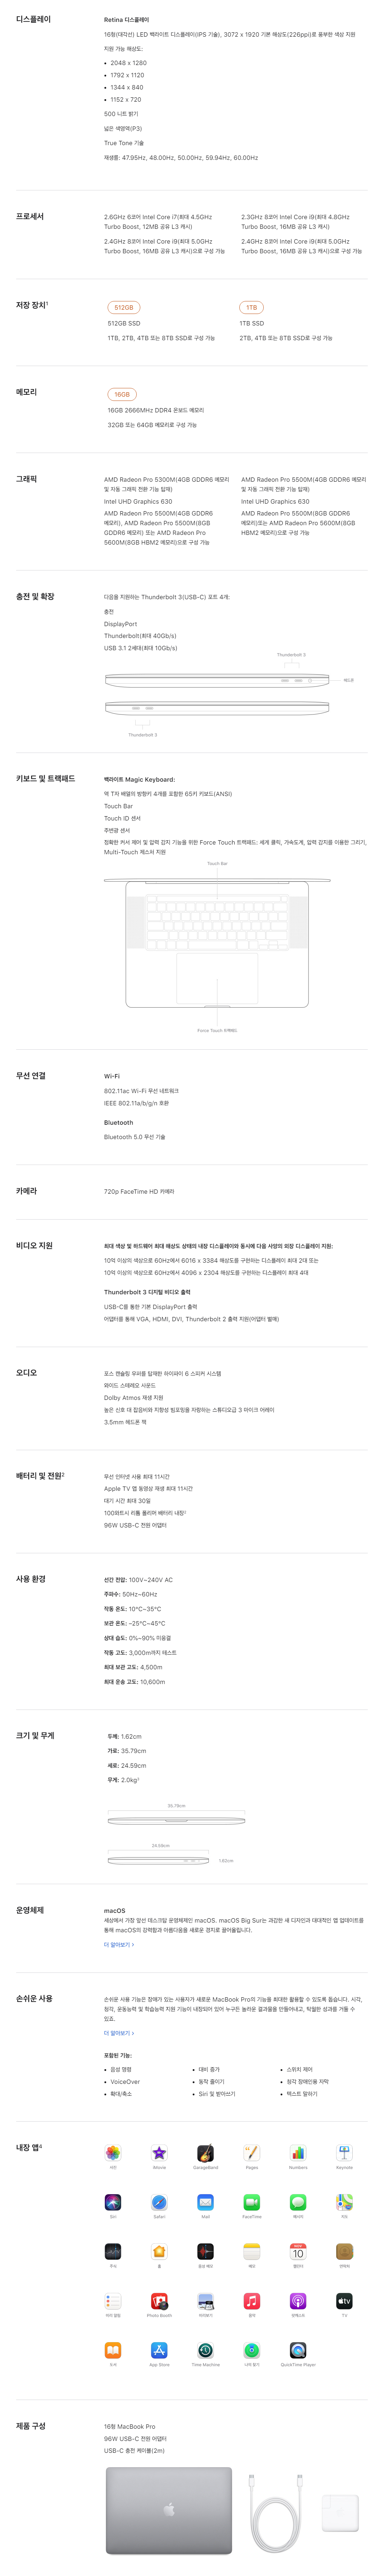 디스플레이
Retina 디스플레이
16형(대각선) LED 백라이트 디스플레이(IPS 기술), 3072 x 1920 기본 해상도(226ppi)로 풍부한 색상 지원
지원 가능 해상도:
• 2048 x 1280
• 1792 x 1120
• 1344 x 840
• 1152 x 720
500 니트 밝기
넓은 색영역(P3)
True Tone 기술
재생률: 47.95Hz, 48.00Hz, 50.00Hz, 59.94Hz, 60.00Hz
프로세서
2.6GHz 6코어 Intel Core i7(최대 4.5GHz
Turbo Boost, 12MB 공유 L3 캐시)
2.4GHz 8코어 Intel Core i9(최대 5.0GHz
Turbo Boost, 16MB 공유 L3 캐시)으로 구성 가능
2.3GHz 8코어 Intel Core i9(최대 4.8GHz
Turbo Boost, 16MB 공유 L3 캐시)
2.4GHz 8코어 Intel Core i9(최대 5.0GHz
Turbo Boost, 16MB 공유 L3 캐시)으로 구성 가능
저장 장치1
512GB
512GB SSD
1TB, 2TB, 4TB 또는 8TB SSD로 구성 가능
1TB
1TB SSD
2TB, 4TB 또는 8TB SSD로 구성 가능
메모리
16GB
16GB 2666MHz DDR4 온보드 메모리
32GB 또는 64GB 메모리로 구성 가능
그래픽
AMD Radeon Pro 5300M(4GB GDDR6 메모리
및 자동 그래픽 전환 기능 탑재)
Intel UHD Graphics 630
AMD Radeon Pro 5500M(4GB GDDR6
메모리), AMD Radeon Pro 5500M(8GB
GDDR6 메모리) 또는 AMD Radeon Pro
5600M(8GB HBM2 메모리)으로 구성 가능
AMD Radeon Pro 5500M(4GB GDDR6 메모리
및 자동 그래픽 전환 기능 탑재)
Intel UHD Graphics 630
AMD Radeon Pro 5500M(8GB GDDR6
메모리)또는 AMD Radeon Pro 5600M(8GB
HBM2 메모리)으로 구성 가능
충전 및 확장
다음을 지원하는 Thunderbolt 3(USB-C) 포트 4개:
충전
DisplayPort
Thunderbolt(최대 40Gb/s)
USB 3.1 2세대(최대 10Gb/s)
Thunderbolt 3
헤드폰
Thunderbolt 3
키보드 및 트랙패드
백라이트 Magic Keyboard:
역 T자 배열의 방향키 4개를 포함한 65키 키보드(ANSI)
Touch Bar
Touch ID 센서
주변광 센서
정확한 커서 제어 및 압력 감지 기능을 위한 Force Touch 트랙패드: 세게 클릭, 가속도계, 압력 감지를 이용한 그리기,
Multi-Touch 제스처 지원
Touch Bar
Force Touch 트랙패드
무선 연결
Wi-Fi
802.11ac Wi-Fi 무선 네트워크
IEEE 802.11a/b/g/n 호환
Bluetooth
Bluetooth 5.0 무선 기술
카메라
720p FaceTime HD 카메라
비디오 지원
최대 색상 및 하드웨어 최대 해상도 상태의 내장 디스플레이와 동시에 다음 사양의 외장 디스플레이 지원:
10억 이상의 색상으로 60Hz에서 6016 x 3384 해상도를 구현하는 디스플레이 최대 2대 또는
10억 이상의 색상으로 60Hz에서 4096 x 2304 해상도를 구현하는 디스플레이 최대 4대
Thunderbolt 3 디지털 비디오 출력
USB-C를 통한 기본 DisplayPort 출력
어댑터를 통해 VGA, HDMI, DVI, Thunderbolt 2 출력 지원(어댑터 별매)
오디오
포스 캔슬링 우퍼를 탑재한 하이파이 6 스피커 시스템
와이드 스테레오 사운드
Dolby Atmos 재생 지원
높은 신호 대 잡음비와 지향성 빔포밍을 자랑하는 스튜디오급 3 마이크 어레이
3.5mm 헤드폰 잭
배터리 및 전원2
무선 인터넷 사용 최대 11시간
Apple TV 앱 동영상 재생 최대 11시간
대기 시간 최대 30일
100와트시 리튬 폴리머 배터리 내장2
96W USB-C 전원 어댑터
사용 환경
선간 전압: 100V~240V AC
주파수: 50Hz~60Hz
작동 온도: 10°C~35°C
보관 온도: –25°C~45°C
상대 습도: 0%~90% 미응결
작동 고도: 3,000m까지 테스트
최대 보관 고도: 4,500m
최대 운송 고도: 10,600m
크기 및 무게
두께: 1.62cm
가로: 35.79cm
세로: 24.59cm
무게: 2.0kg3
35.79cm
24.59cm
1.62cm
운영체제
macOS
세상에서 가장 앞선 데스크탑 운영체제인 macOS. macOS Big Sur는 과감한 새 디자인과 대대적인 앱 업데이트를
통해 macOS의 강력함과 아름다움을 새로운 경지로 끌어올립니다.
더 알아보기 ›
손쉬운 사용
손쉬운 사용 기능은 장애가 있는 사용자가 새로운 MacBook Pro의 기능을 최대한 활용할 수 있도록 돕습니다. 시각,
청각, 운동능력 및 학습능력 지원 기능이 내장되어 있어 누구든 놀라운 결과물을 만들어내고, 탁월한 성과를 거둘 수
있죠.
더 알아보기 ›
포함된 기능:
• 음성 명령
• VoiceOver
• 확대/축소
• 대비 증가
• 동작 줄이기
• Siri 및 받아쓰기
• 스위치 제어
• 청각 장애인용 자막
• 텍스트 말하기
내장 앱4
사진
iMovie
GarageBand
Pages
Numbers
Keynote
Siri
Safari
Mail
FaceTime
메시지
지도
주식
홈
음성 메모
메모
10
캘린더
연락처
미리 알림
Photo Booth
미리보기
음악
팟캐스트
tv
TV
도서
App Store
Time Machine
나의 찾기
QuickTime Player
제품 구성
16형 MacBook Pro
96W USB-C 전원 어댑터
USB-C 충전 케이블(2m)